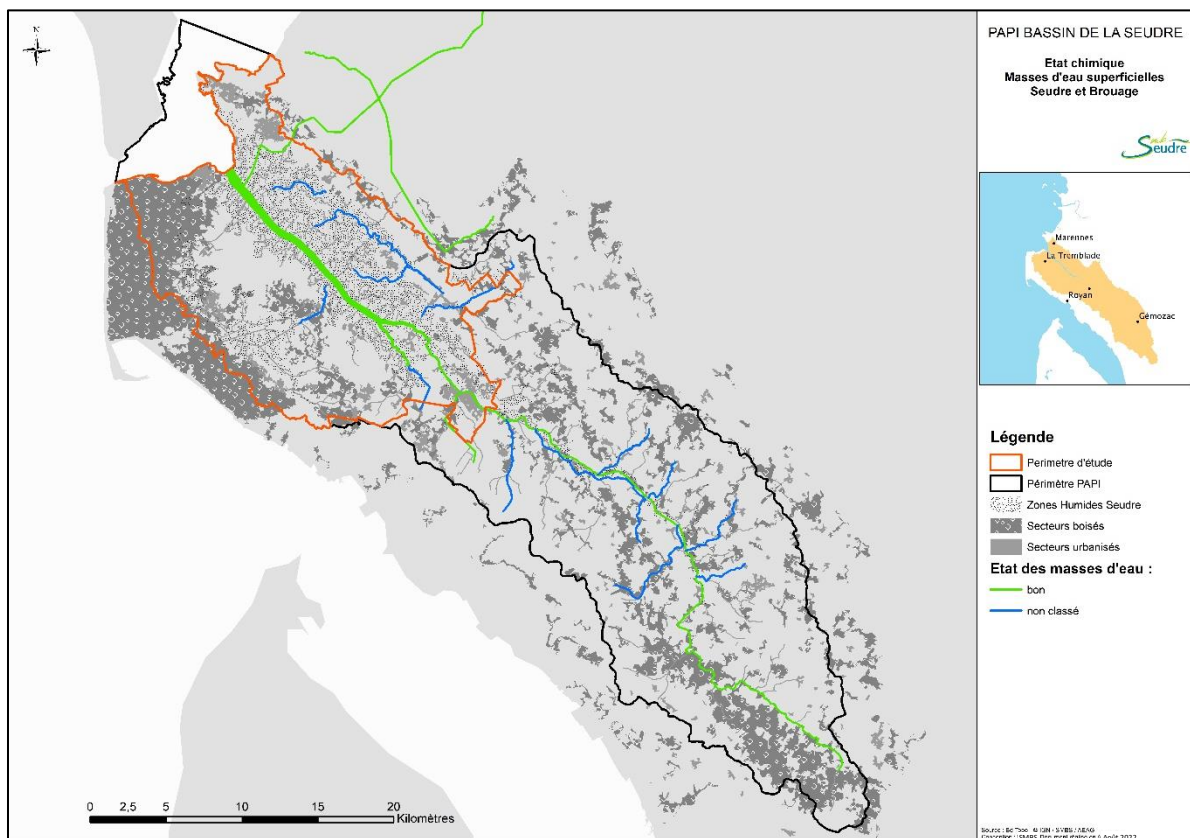 PAPI BASSIN DE LA SEUDRE
Etat chimique
Masses d'eau superficielles
Seudre et Brouage
smb
Seudre
N
Marennes
La Tremblade
Royan
Gémozac
Légende
Perimetre d'étude
Périmètre PAPI
Zones Humides Seudre
Secteurs boisés
Secteurs urbanisés
Etat des masses d'eau :
bon
non classé
0 2,5 5 10 15 20
Kilomètres